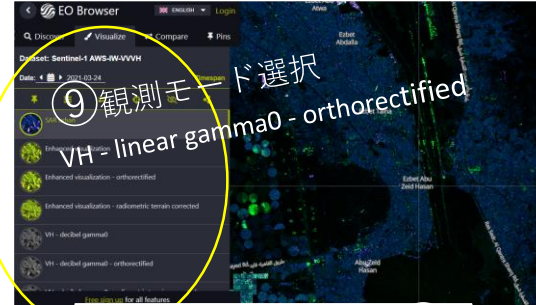 EO Browser
ENGLISH
Login
Discover
Visualize
Compare
Pins
Dataset: Sentinel-1 AWS-IW-VVVH
Date:
2021-03-24
Timespan
⑨観測モード選択
VH - linear gamma0 - orthorectified
Enhanced visualization
Enhanced visualization - orthorectified
Enhanced visualization - radiometric terrain corrected
VH - decibel gamma0
VH - decibel gamma0 - orthorectified
Free sign up for all features
Ezbet
Abdalla
Ezbet Abu
Zeid Hasan
Abu Zeid
Hasan